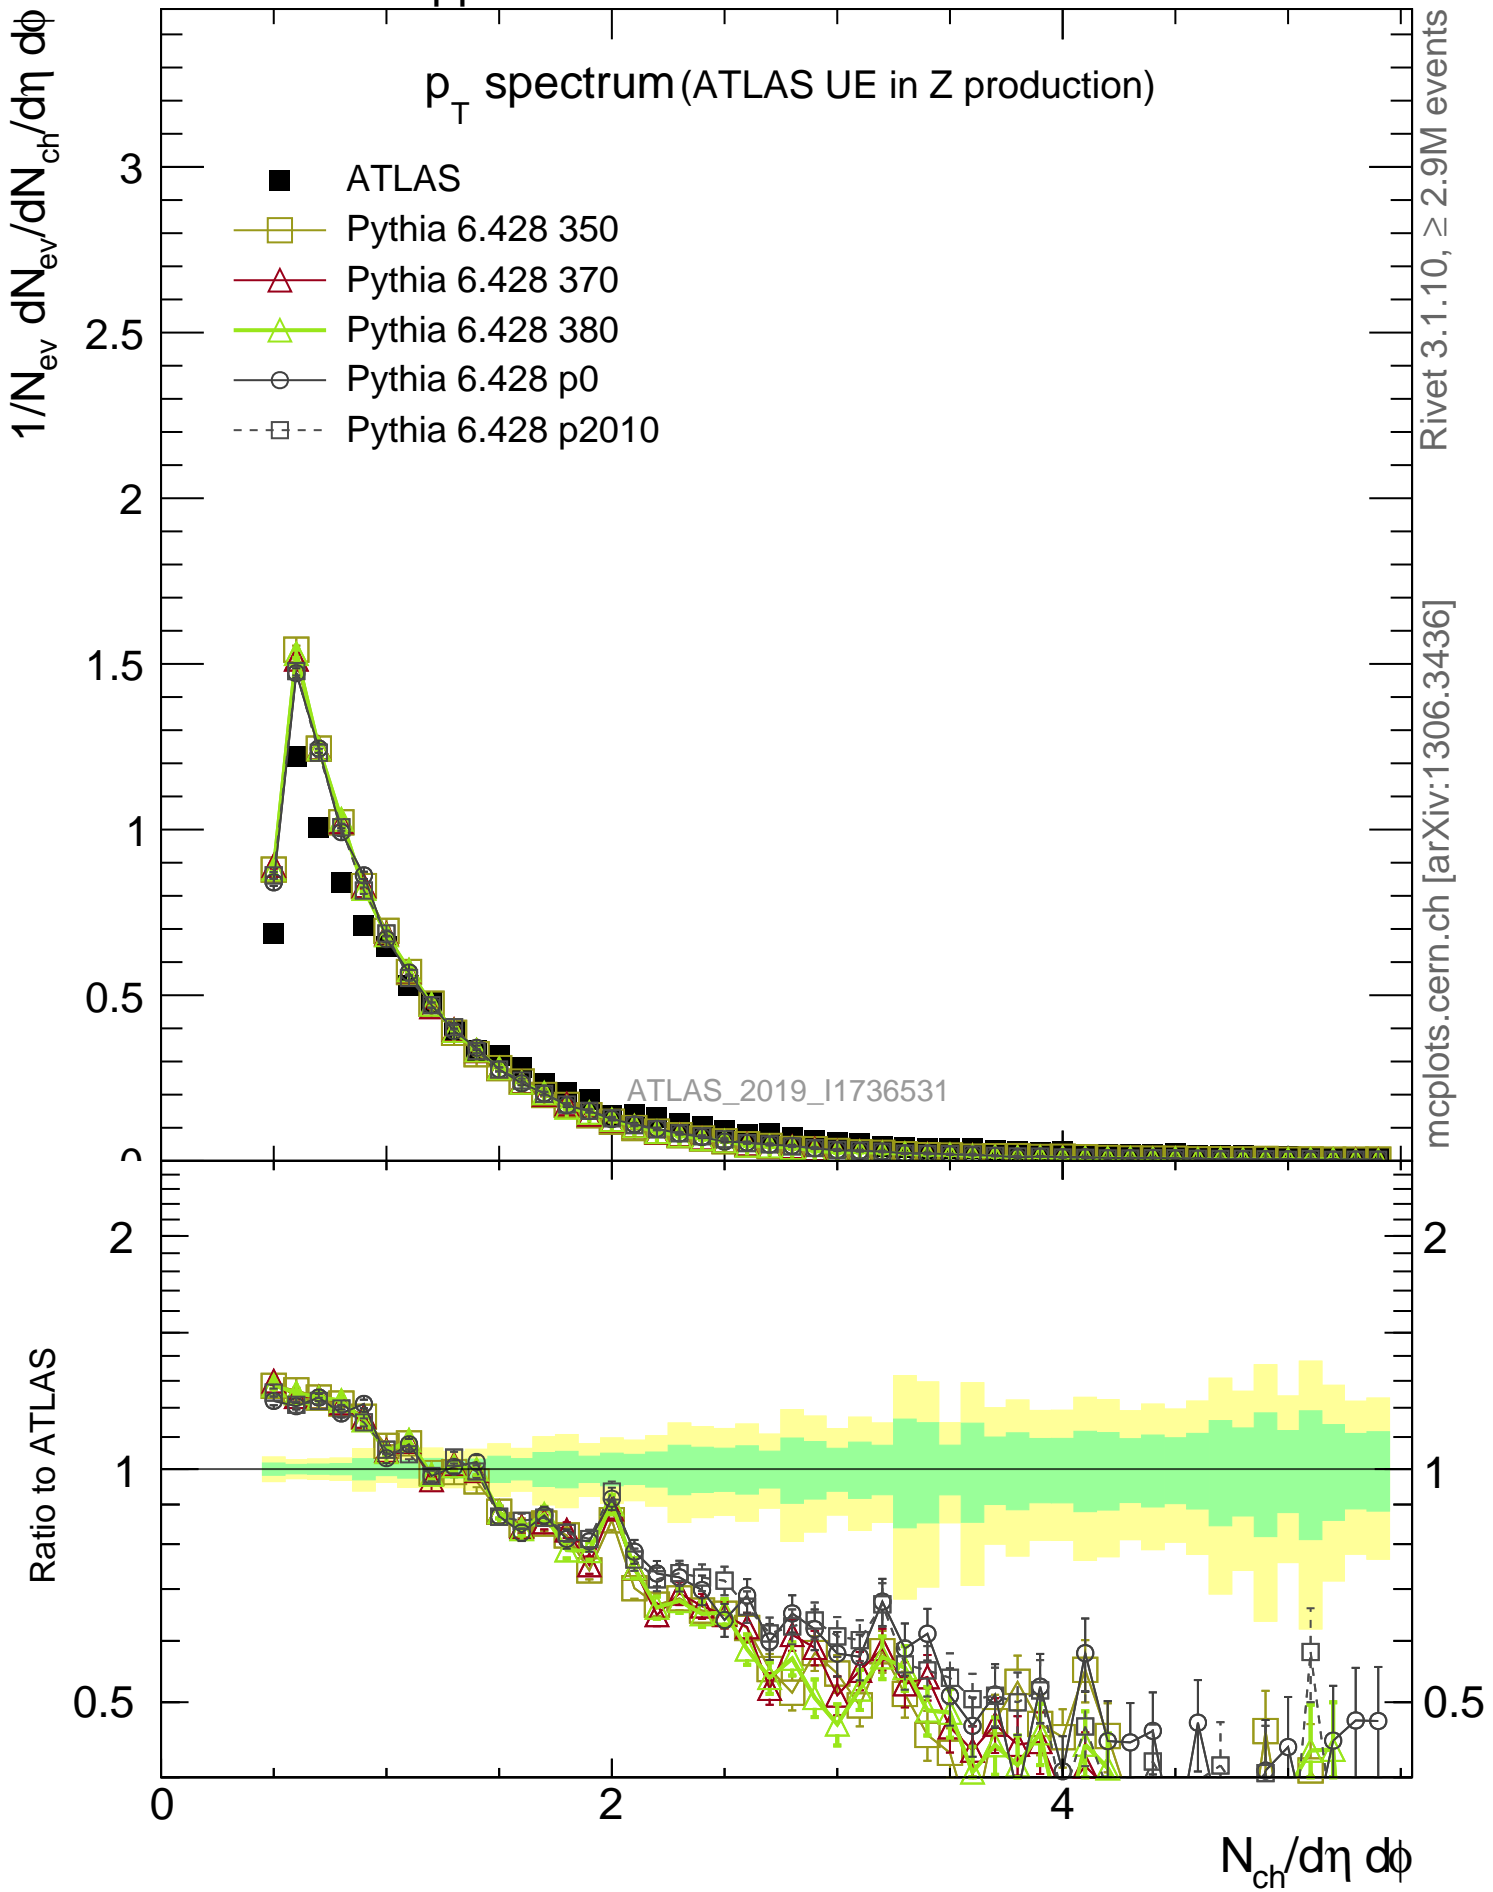 p_T spectrum (ATLAS UE in Z production)
1/N_ev dN_ev/dN_ch/dη dϕ
ATLAS
Pythia 6.428 350
Pythia 6.428 370
Pythia 6.428 380
Pythia 6.428 p0
Pythia 6.428 p2010
3
2.5
2
1.5
1
0.5
0
ATLAS_2019_I1736531
Rivet 3.1.10, ≥ 2.9M events
mcplots.cern.ch [arXiv:1306.3436]
Ratio to ATLAS
2
1
0.5
2
1
0.5
0
2
4
N_ch/dη dϕ